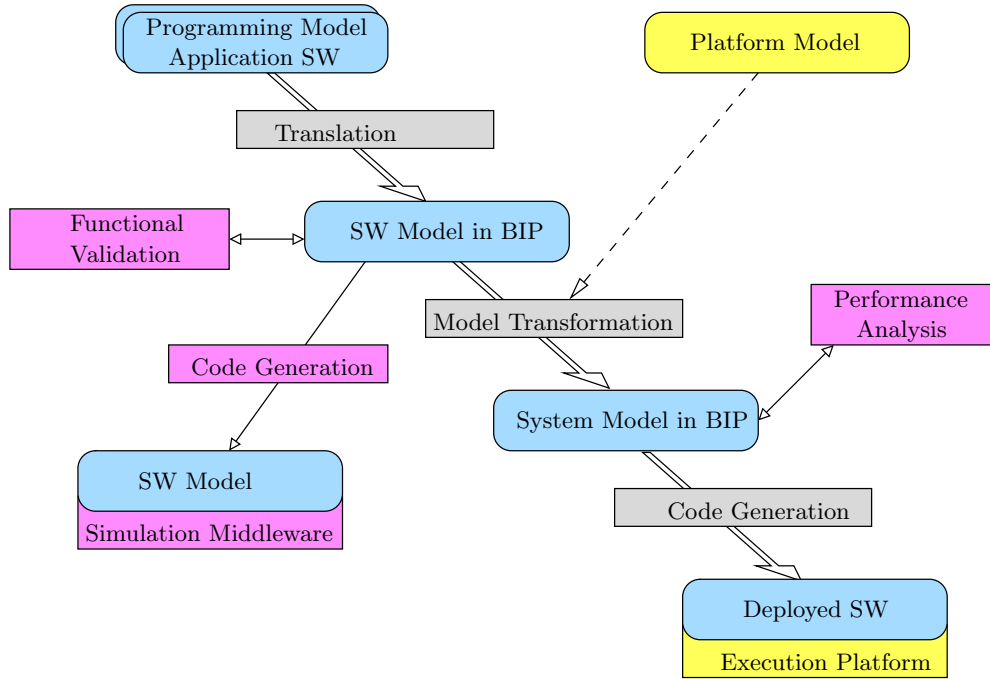 Programming Model
Application SW
Platform Model
Translation
Functional
Validation
SW Model in BIP
Performance
Analysis
Model Transformation
Code Generation
System Model in BIP
SW Model
Simulation Middleware
Code Generation
Deployed SW
Execution Platform